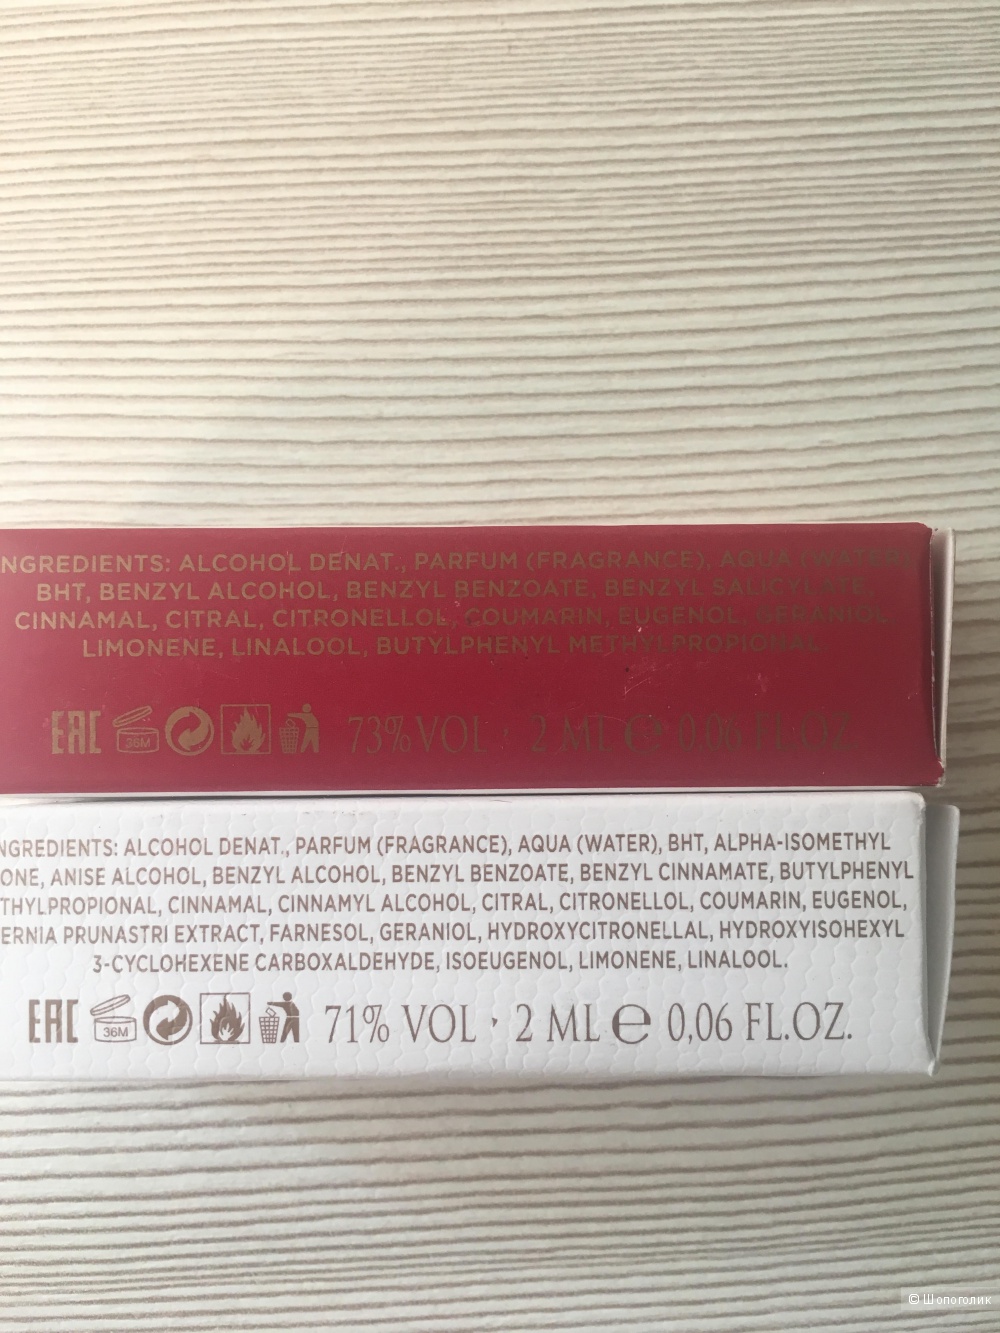 NGREDIENTS: ALCOHOL DENAT., PARFUM (FRAGRANCE), AQUA (WATER),
BHT, BENZYL ALCOHOL, BENZYL BENZOATE, BENZYL SALICYLATE,
CINNAMAL, CITRAL, CITRONELLOL, COUMARIN, EUGENOL, GERANIOL,
LIMONENE, LINALOOL, BUTYLPHENYL METHYLPROPIONAL.
EAC 36M 73% VOL · 2 ML e 0.06 FL.OZ.
NGREDIENTS: ALCOHOL DENAT., PARFUM (FRAGRANCE), AQUA (WATER), BHT, ALPHA-ISOMETHYL
ONE, ANISE ALCOHOL, BENZYL ALCOHOL, BENZYL BENZOATE, BENZYL CINNAMATE, BUTYLPHENYL
THYLPROPIONAL, CINNAMAL, CINNAMYL ALCOHOL, CITRAL, CITRONELLOL, COUMARIN, EUGENOL,
ERNIA PRUNASTRI EXTRACT, FARNESOL, GERANIOL, HYDROXYCITRONELLAL, HYDROXYISOHEXYL
3-CYCLOHEXENE CARBOXALDEHYDE, ISOEUGENOL, LIMONENE, LINALOOL.
EAC 36M 71% VOL · 2 ML e 0,06 FL.OZ.
© Шопоголик